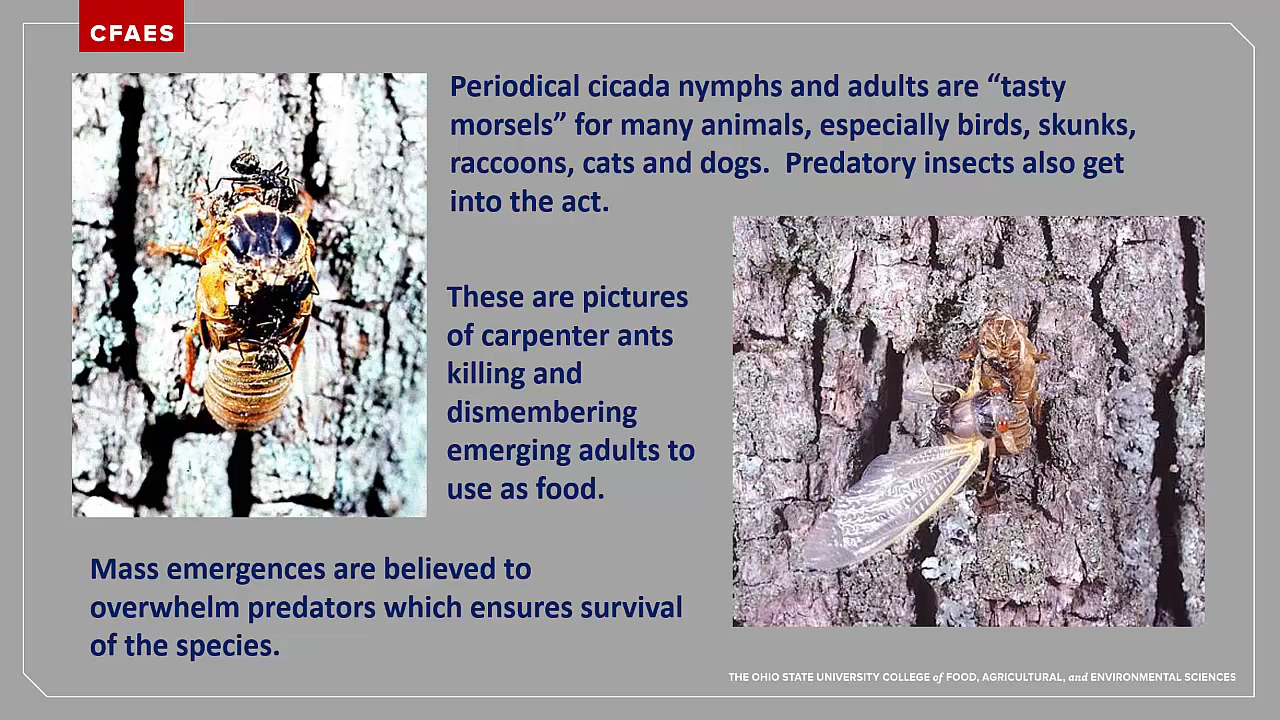 CFAES
Periodical cicada nymphs and adults are “tasty
morsels” for many animals, especially birds, skunks,
raccoons, cats and dogs.  Predatory insects also get
into the act.
These are pictures
of carpenter ants
killing and
dismembering
emerging adults to
use as food.
Mass emergences are believed to
overwhelm predators which ensures survival
of the species.
THE OHIO STATE UNIVERSITY COLLEGE of FOOD, AGRICULTURAL, and ENVIRONMENTAL SCIENCES